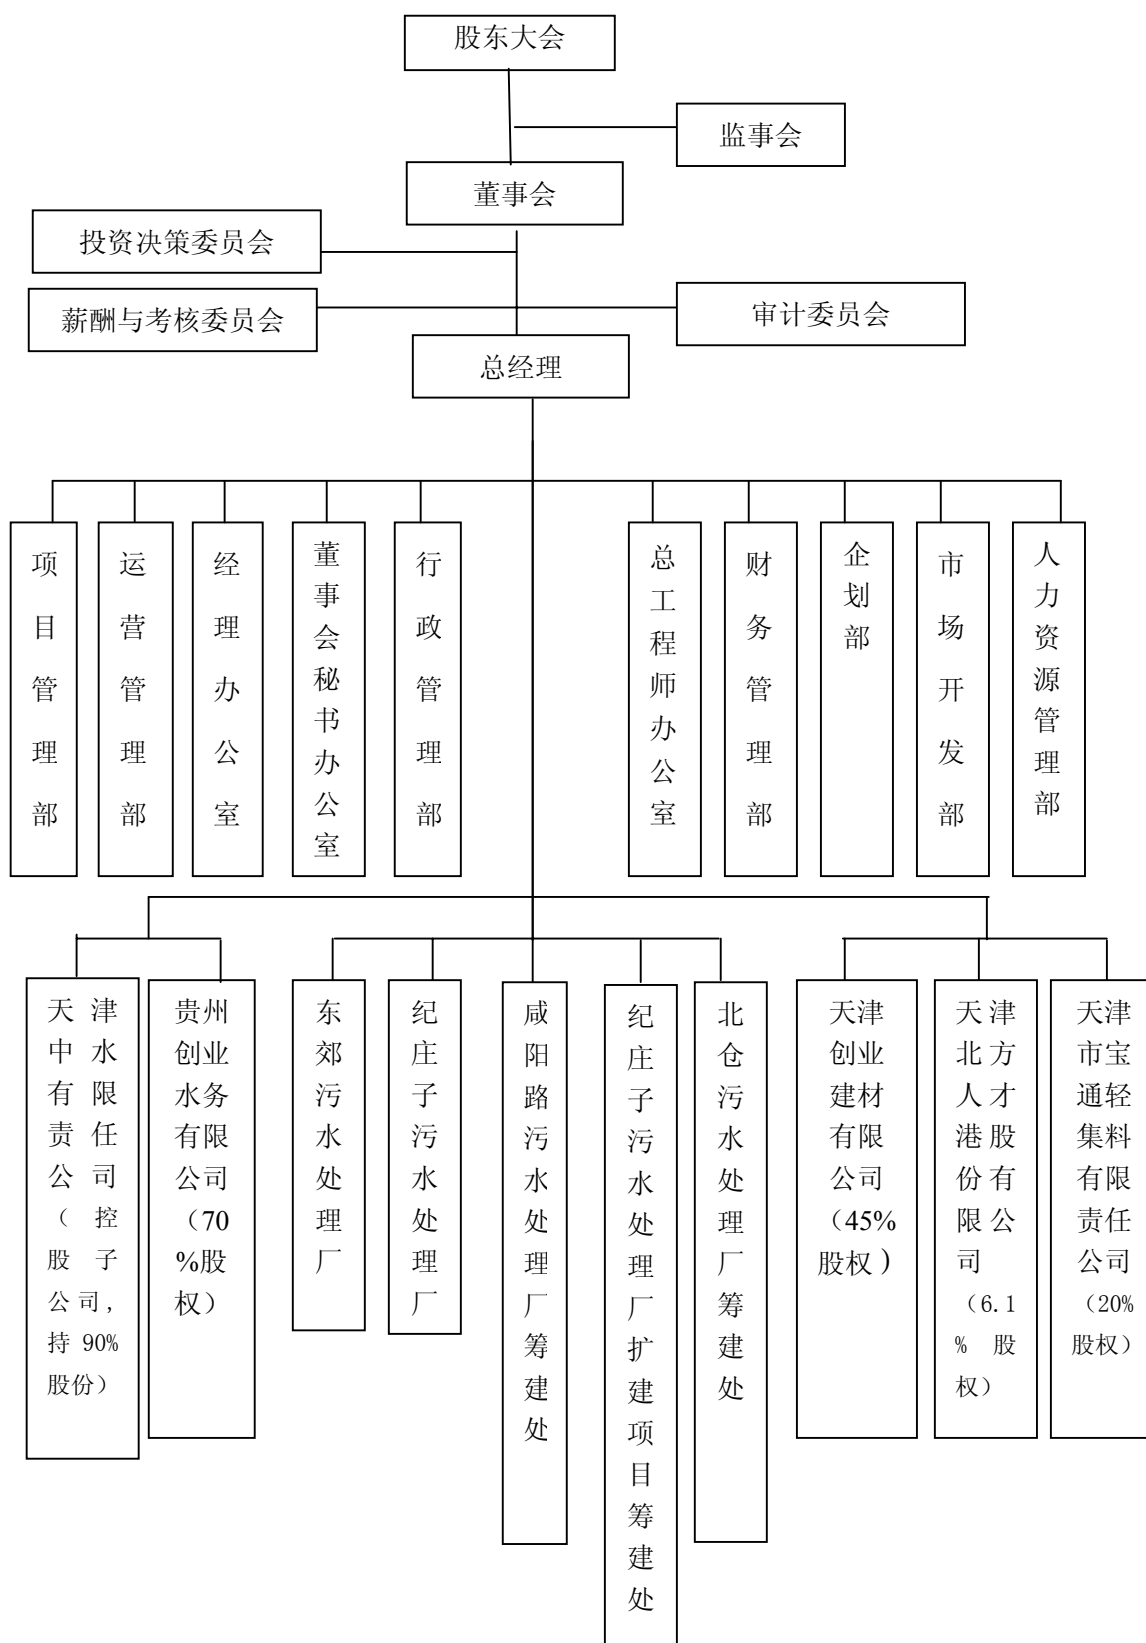 股东大会
监事会
董事会
投资决策委员会
薪酬与考核委员会
审计委员会
总经理
项目管理部
运营管理部
经理办公室
董事会秘书办公室
行政管理部
总工程师办公室
财务管理部
企划部
市场开发部
人力资源管理部
天津
中水
有限
责任
公司
（控
股子
公司,
持 90%
股份）
贵州
创业
水务
有限
公司
（70
%股
权）
东郊污水处理厂
纪庄子污水处理厂
咸阳路污水处理厂筹建处
纪庄子污水处理厂扩建项目筹建处
北仓污水处理厂筹建处
天津
创业
建材
有限
公司
（45%
股权）
天津
北方
人才
港股
份有
限公
司
（6.1
% 股
权）
天津
市宝
通轻
集料
有限
责任
公司
（20%
股权）